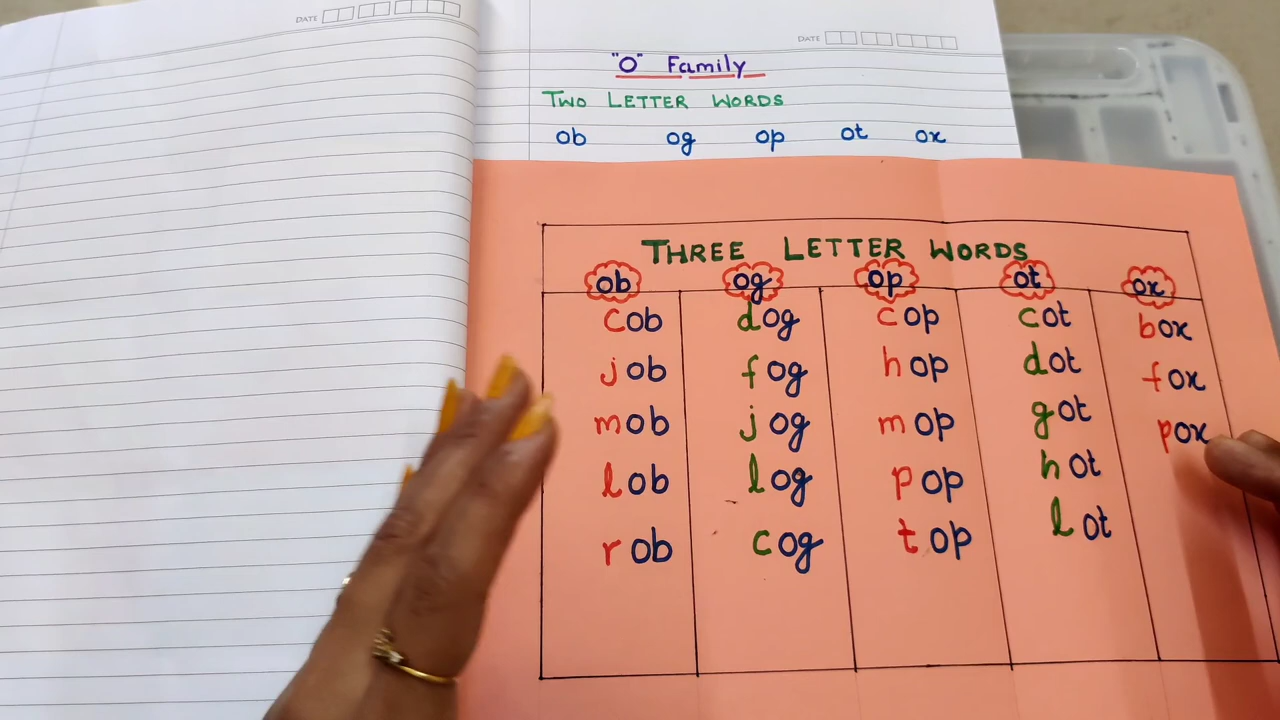 DATE
DATE
"O" Family
TWO LETTER WORDS
ob og op ot ox
THREE LETTER WORDS
ob og op ot ox
cob dog cop cot box
job fog hop dot fox
mob jog mop got pox
lob log pop hot
rob cog top lot